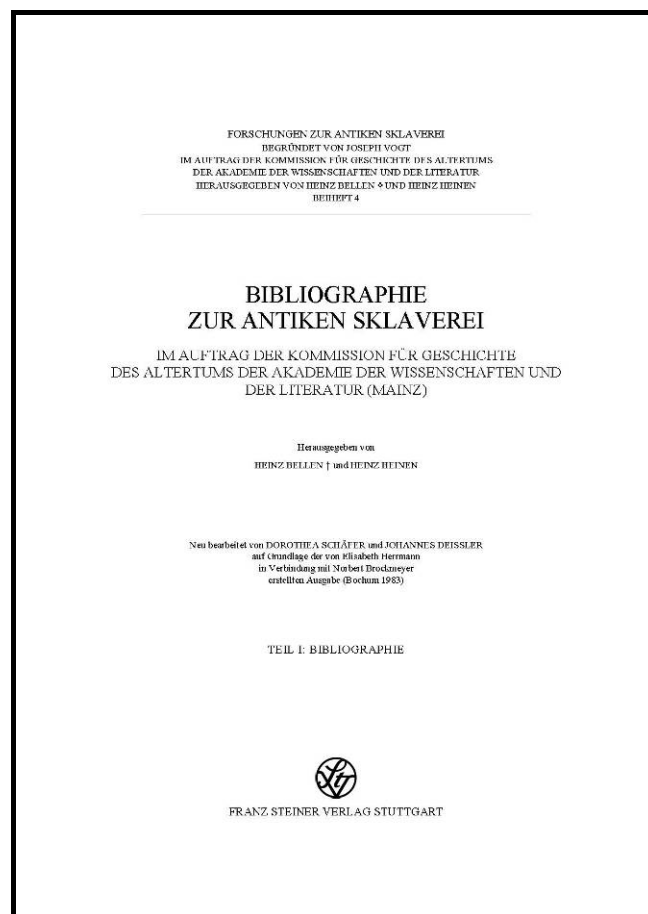 FORSCHUNGEN ZUR ANTIKEN SKLAVEREI
BEGRÜNDET VON JOSEPH VOGT
IM AUFTRAG DER KOMMISSION FÜR GESCHICHTE DES ALTERTUMS
DER AKADEMIE DER WISSENSCHAFTEN UND DER LITERATUR
HERAUSGEGEBEN VON HEINZ BELLEN ⋄ UND HEINZ HEINEN
BEIHEFT 4
BIBLIOGRAPHIE
ZUR ANTIKEN SKLAVEREI
IM AUFTRAG DER KOMMISSION FÜR GESCHICHTE
DES ALTERTUMS DER AKADEMIE DER WISSENSCHAFTEN UND
DER LITERATUR (MAINZ)
Herausgegeben von
HEINZ BELLEN † und HEINZ HEINEN
Neu bearbeitet von DOROTHEA SCHÄFER und JOHANNES DEISSLER
auf Grundlage der von Elisabeth Herrmann
in Verbindung mit Norbert Brockmeyer
erstellten Ausgabe (Bochum 1983)
TEIL I: BIBLIOGRAPHIE
FRANZ STEINER VERLAG STUTTGART